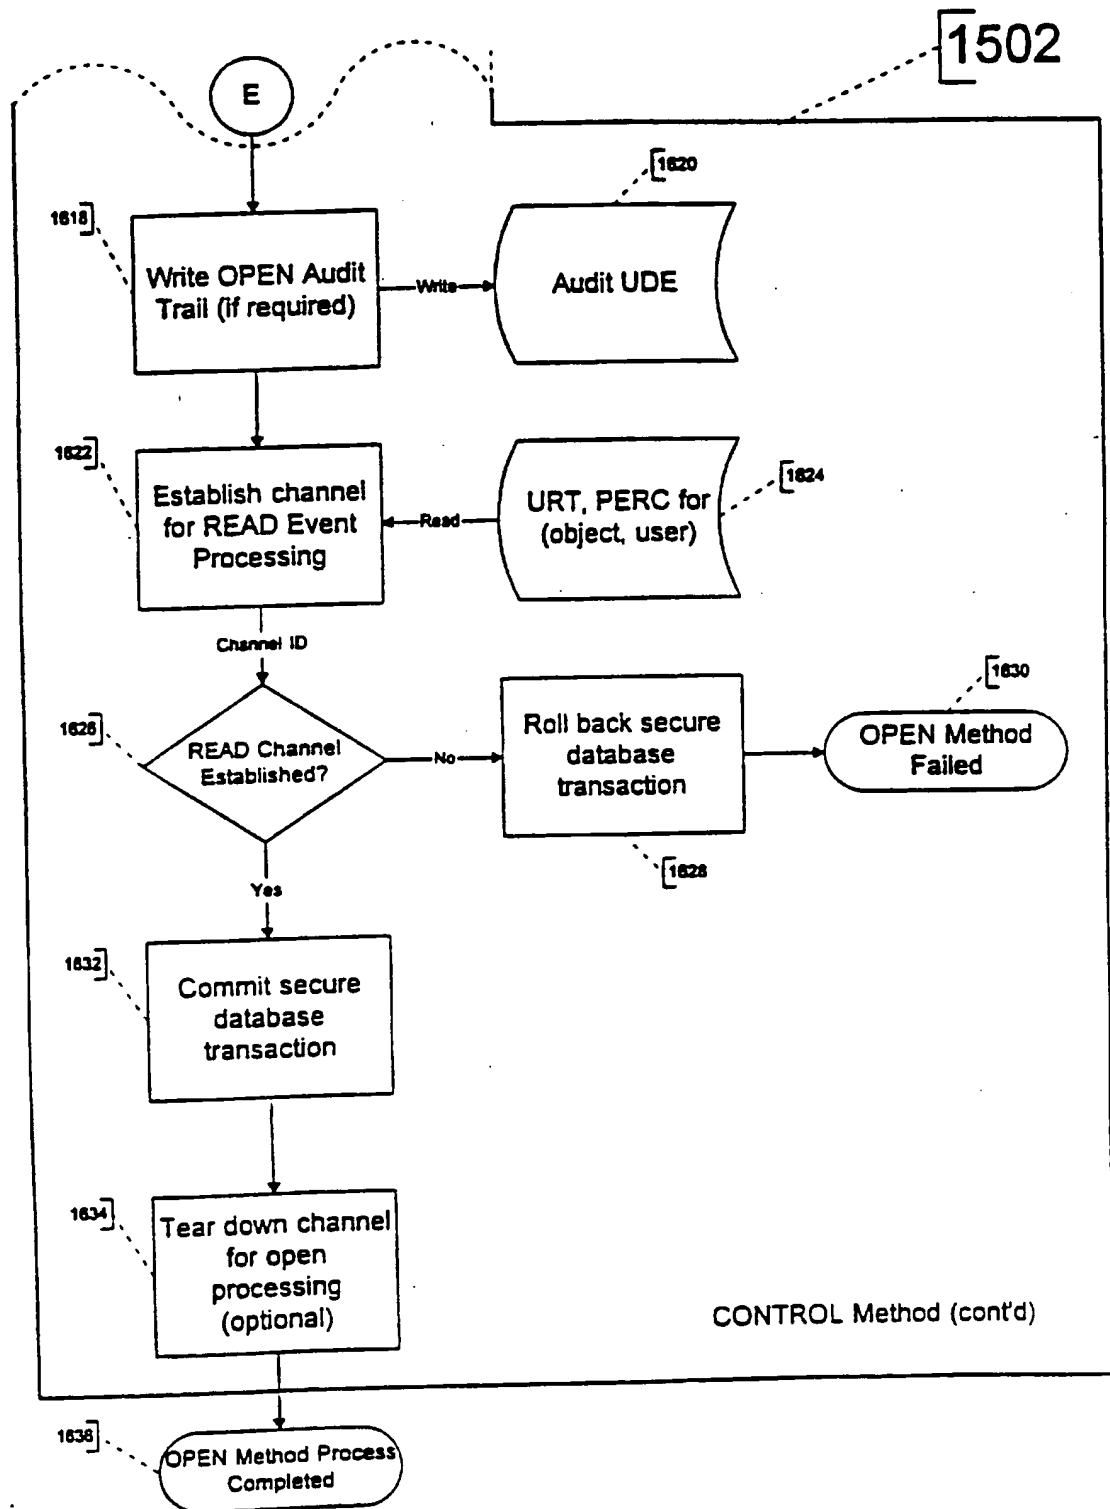 1502
E
1620
1618
Write OPEN Audit
Trail (if required)
Write
Audit UDE
1622
Establish channel
for READ Event
Processing
Read
URT, PERC for
(object, user)
1624
Channel ID
1626
READ Channel
Established?
No
Roll back secure
database
transaction
1628
1630
OPEN Method
Failed
Yes
1632
Commit secure
database
transaction
1634
Tear down channel
for open
processing
(optional)
CONTROL Method (cont'd)
1636
OPEN Method Process
Completed